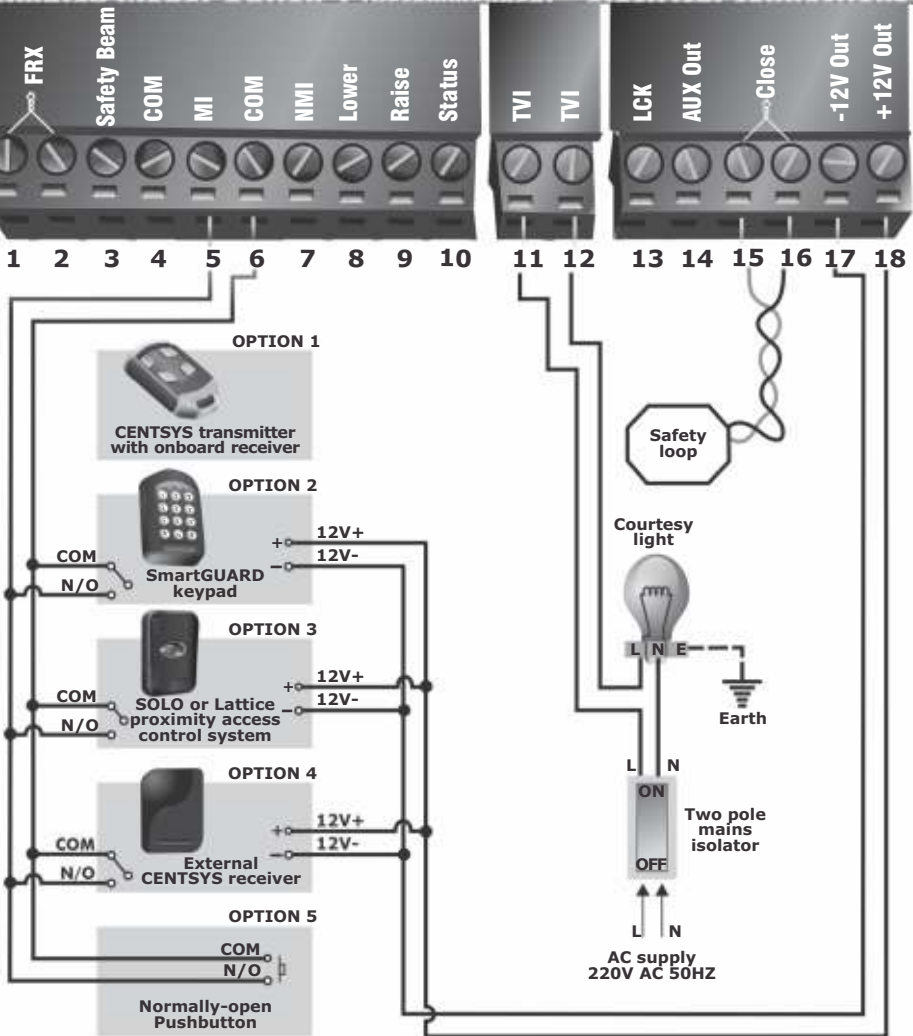 FRX
Safety Beam
COM
MI
COM
NMI
Lower
Raise
Status
TVI
TVI
LCK
AUX Out
Close
-12V Out
+12V Out
1 2 3 4 5 6 7 8 9 10 11 12 13 14 15 16 17 18
OPTION 1
CENTSYS transmitter
with onboard receiver
OPTION 2
COM
N/O
SmartGUARD
keypad
+ 12V+
– 12V-
OPTION 3
COM
N/O
SOLO or Lattice
proximity access
control system
+ 12V+
– 12V-
OPTION 4
COM
N/O
External
CENTSYS receiver
+ 12V+
– 12V-
OPTION 5
COM
N/O
Normally-open
Pushbutton
Safety
loop
Courtesy
light
L N E
Earth
L N
ON
OFF
Two pole
mains
isolator
L N
AC supply
220V AC 50HZ